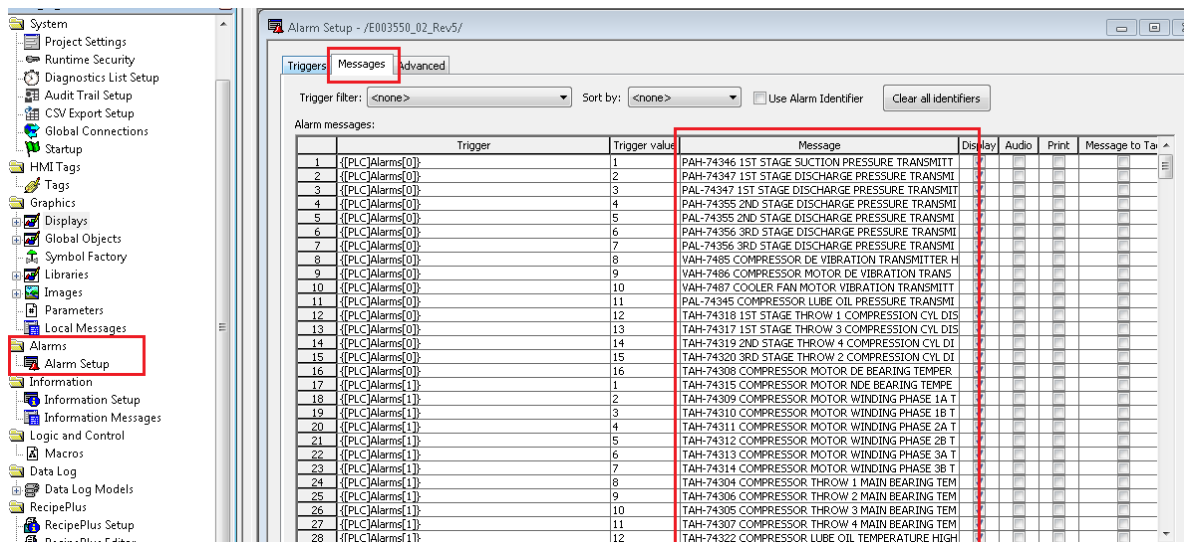 System
Project Settings
Runtime Security
Diagnostics List Setup
Audit Trail Setup
CSV Export Setup
Global Connections
Startup
HMI Tags
Tags
Graphics
Displays
Global Objects
Symbol Factory
Libraries
Images
Parameters
Local Messages
Alarms
Alarm Setup
Information
Information Setup
Information Messages
Logic and Control
Macros
Data Log
Data Log Models
RecipePlus
RecipePlus Setup
RecipePlus Editor
Alarm Setup - /E003550_02_Rev5/
Triggers Messages Advanced
Trigger filter: <none> Sort by: <none> Use Alarm Identifier Clear all identifiers
Alarm messages:
Trigger Trigger value Message Display Audio Print Message to Ta
1 {[PLC]Alarms[0]} 1 PAH-74346 1ST STAGE SUCTION PRESSURE TRANSMITT
2 {[PLC]Alarms[0]} 2 PAH-74347 1ST STAGE DISCHARGE PRESSURE TRANSMI
3 {[PLC]Alarms[0]} 3 PAL-74347 1ST STAGE DISCHARGE PRESSURE TRANSMIT
4 {[PLC]Alarms[0]} 4 PAH-74355 2ND STAGE DISCHARGE PRESSURE TRANSMI
5 {[PLC]Alarms[0]} 5 PAL-74355 2ND STAGE DISCHARGE PRESSURE TRANSMI
6 {[PLC]Alarms[0]} 6 PAH-74356 3RD STAGE DISCHARGE PRESSURE TRANSMI
7 {[PLC]Alarms[0]} 7 PAL-74356 3RD STAGE DISCHARGE PRESSURE TRANSMI
8 {[PLC]Alarms[0]} 8 VAH-7485 COMPRESSOR DE VIBRATION TRANSMITTER H
9 {[PLC]Alarms[0]} 9 VAH-7486 COMPRESSOR MOTOR DE VIBRATION TRANS
10 {[PLC]Alarms[0]} 10 VAH-7487 COOLER FAN MOTOR VIBRATION TRANSMITT
11 {[PLC]Alarms[0]} 11 PAL-74345 COMPRESSOR LUBE OIL PRESSURE TRANSMI
12 {[PLC]Alarms[0]} 12 TAH-74318 1ST STAGE THROW 1 COMPRESSION CYL DIS
13 {[PLC]Alarms[0]} 13 TAH-74317 1ST STAGE THROW 3 COMPRESSION CYL DIS
14 {[PLC]Alarms[0]} 14 TAH-74319 2ND STAGE THROW 4 COMPRESSION CYL DI
15 {[PLC]Alarms[0]} 15 TAH-74320 3RD STAGE THROW 2 COMPRESSION CYL DI
16 {[PLC]Alarms[0]} 16 TAH-74308 COMPRESSOR MOTOR DE BEARING TEMPER
17 {[PLC]Alarms[1]} 1 TAH-74315 COMPRESSOR MOTOR NDE BEARING TEMPE
18 {[PLC]Alarms[1]} 2 TAH-74309 COMPRESSOR MOTOR WINDING PHASE 1A T
19 {[PLC]Alarms[1]} 3 TAH-74310 COMPRESSOR MOTOR WINDING PHASE 1B T
20 {[PLC]Alarms[1]} 4 TAH-74311 COMPRESSOR MOTOR WINDING PHASE 2A T
21 {[PLC]Alarms[1]} 5 TAH-74312 COMPRESSOR MOTOR WINDING PHASE 2B T
22 {[PLC]Alarms[1]} 6 TAH-74313 COMPRESSOR MOTOR WINDING PHASE 3A T
23 {[PLC]Alarms[1]} 7 TAH-74314 COMPRESSOR MOTOR WINDING PHASE 3B T
24 {[PLC]Alarms[1]} 8 TAH-74304 COMPRESSOR THROW 1 MAIN BEARING TEM
25 {[PLC]Alarms[1]} 9 TAH-74306 COMPRESSOR THROW 2 MAIN BEARING TEM
26 {[PLC]Alarms[1]} 10 TAH-74305 COMPRESSOR THROW 3 MAIN BEARING TEM
27 {[PLC]Alarms[1]} 11 TAH-74307 COMPRESSOR THROW 4 MAIN BEARING TEM
28 {[PLC]Alarms[1]} 12 TAH-74322 COMPRESSOR LUBE OIL TEMPERATURE HIGH